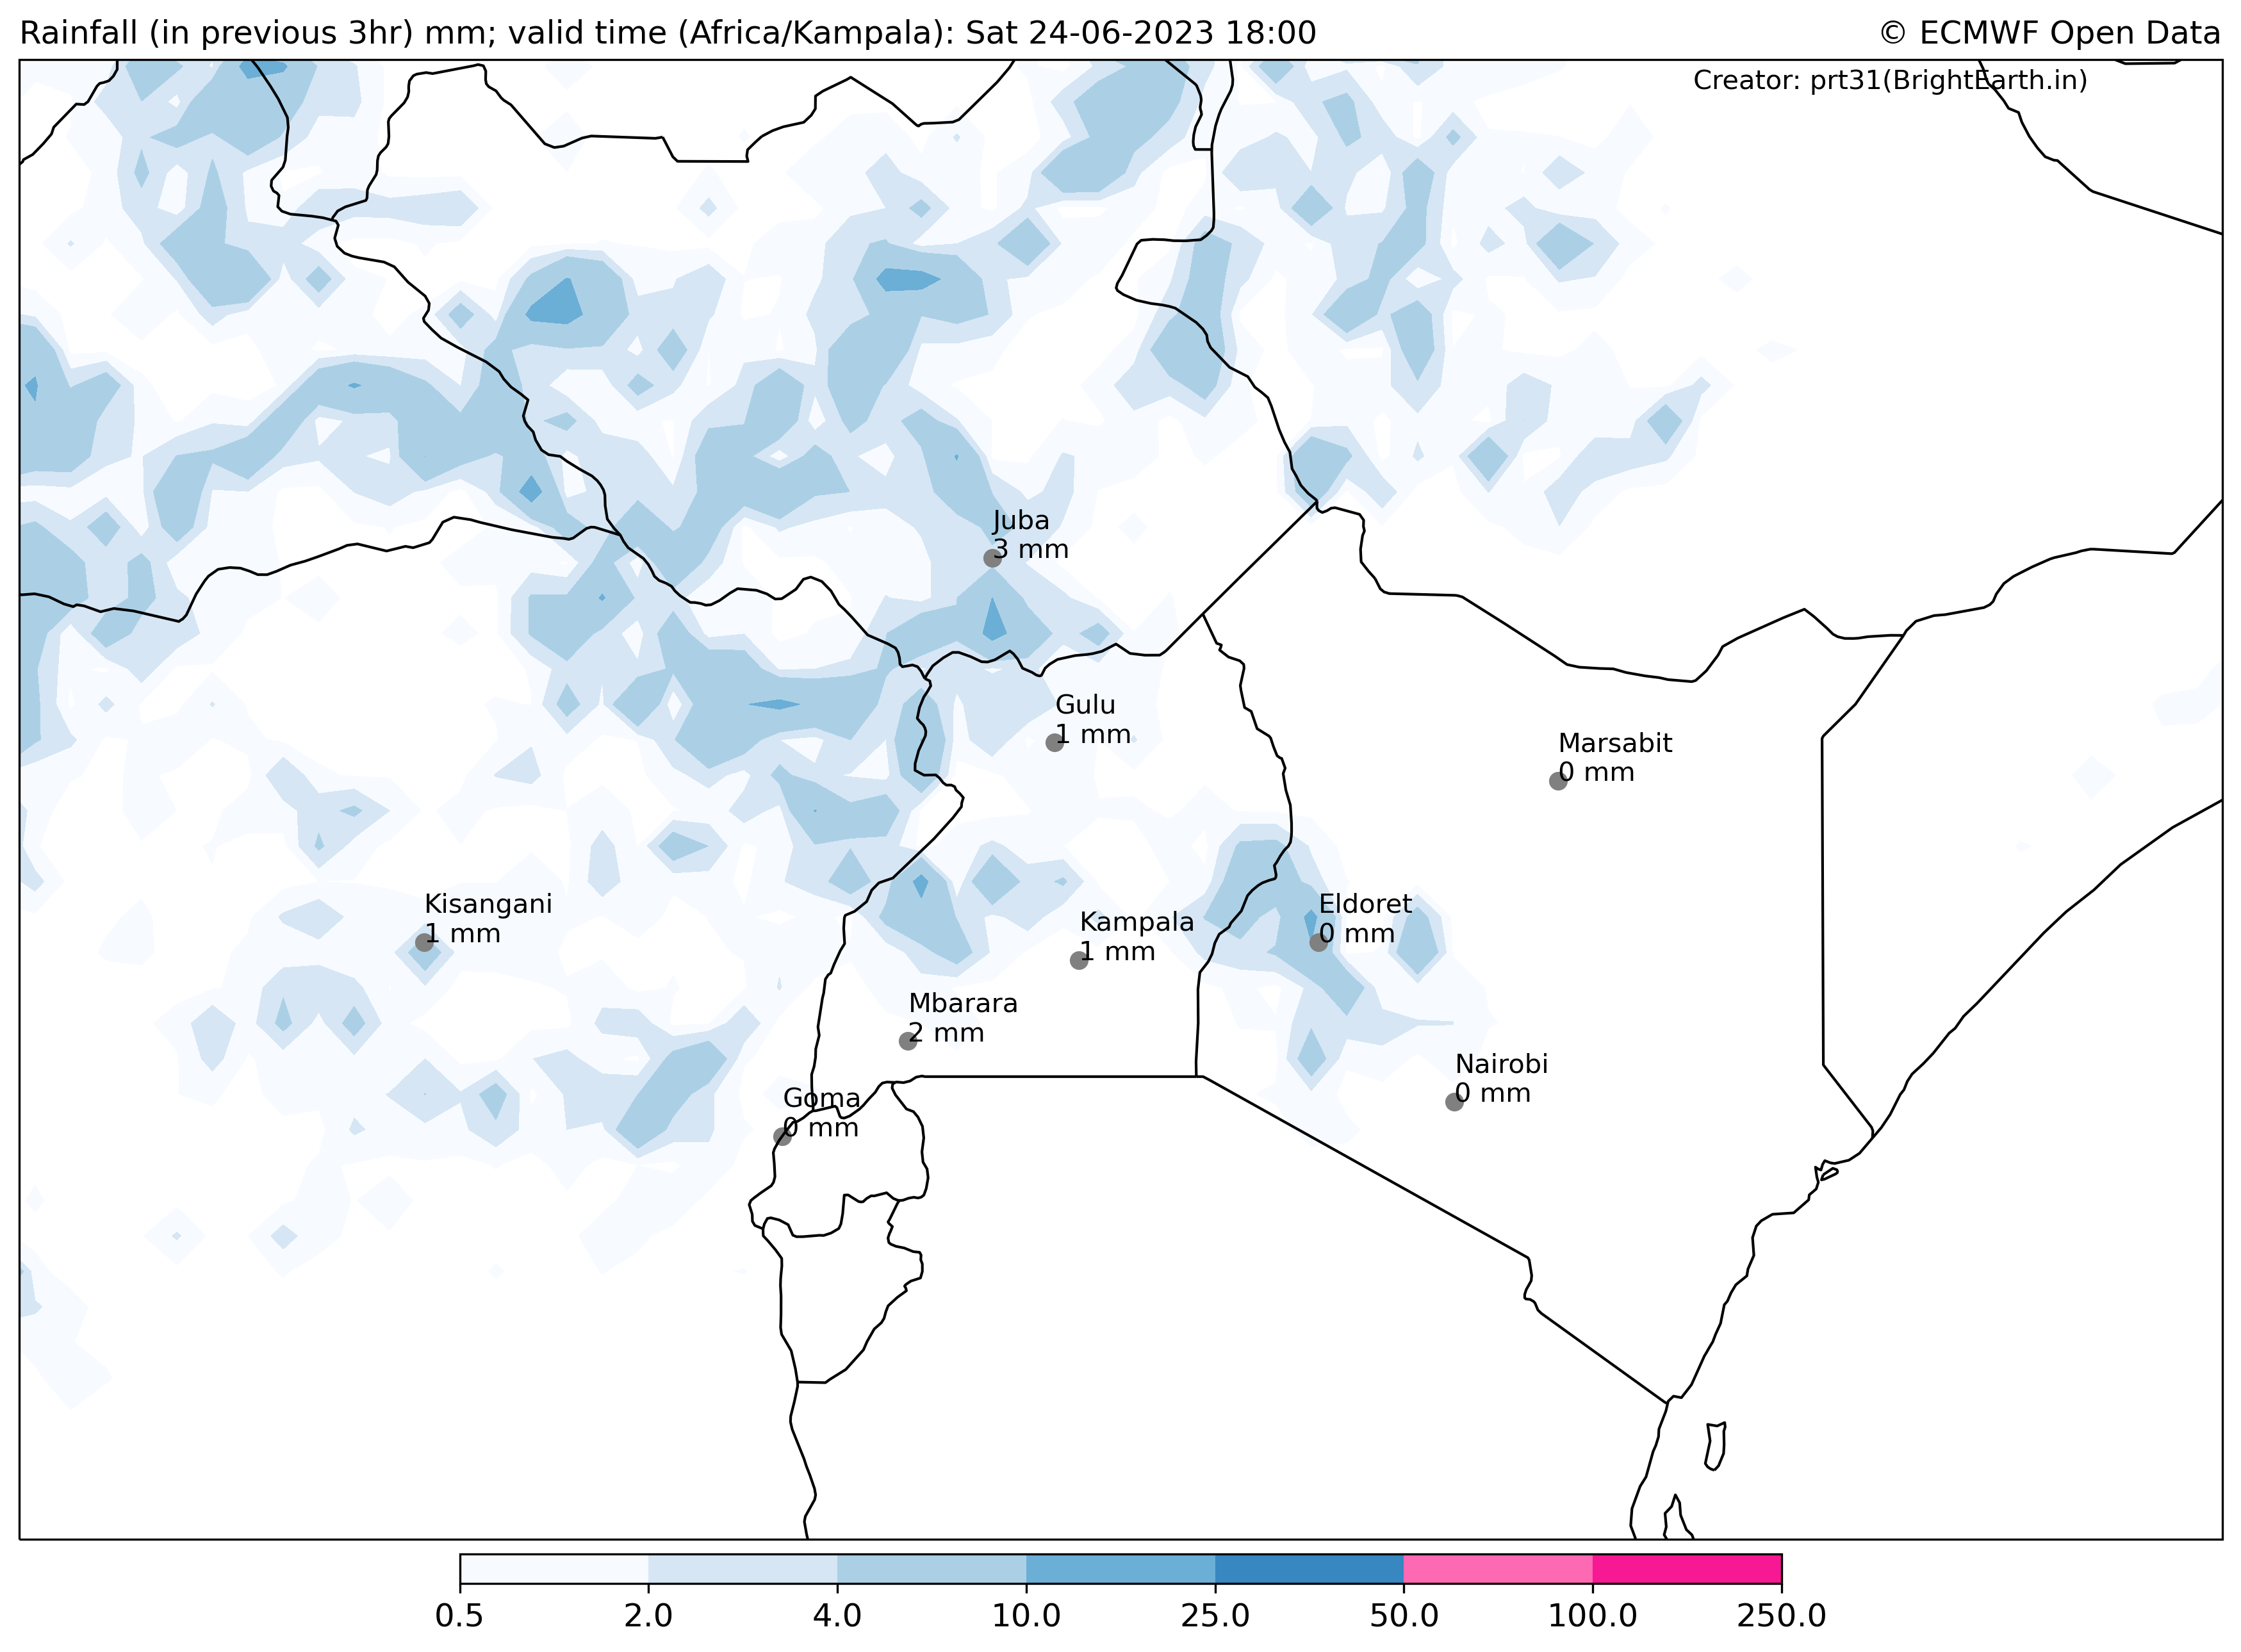 Rainfall (in previous 3hr) mm; valid time (Africa/Kampala): Sat 24-06-2023 18:00
© ECMWF Open Data
Creator: prt31(BrightEarth.in)
Juba
3 mm
Gulu
1 mm
Marsabit
0 mm
Kisangani
1 mm
Eldoret
0 mm
Kampala
1 mm
Mbarara
2 mm
Nairobi
0 mm
Goma
0 mm
0.5 2.0 4.0 10.0 25.0 50.0 100.0 250.0